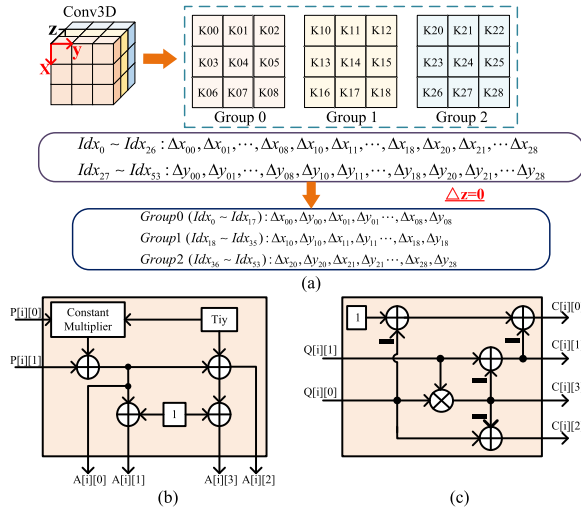 Conv3D
z
y
x
K00 K01 K02
K03 K04 K05
K06 K07 K08
Group 0
K10 K11 K12
K13 K14 K15
K16 K17 K18
Group 1
K20 K21 K22
K23 K24 K25
K26 K27 K28
Group 2
Idx₀ ~ Idx₂₆ : Δx₀₀, Δx₀₁, ⋯, Δx₀₈, Δx₁₀, Δx₁₁, ⋯, Δx₁₈, Δx₂₀, Δx₂₁, ⋯ Δx₂₈
Idx₂₇ ~ Idx₅₃ : Δy₀₀, Δy₀₁, ⋯, Δy₀₈, Δy₁₀, Δy₁₁, ⋯, Δy₁₈, Δy₂₀, Δy₂₁, ⋯ Δy₂₈
△z=0
Group0 (Idx₀ ~ Idx₁₇) : Δx₀₀, Δy₀₀, Δx₀₁, Δy₀₁ ⋯, Δx₀₈, Δy₀₈
Group1 (Idx₁₈ ~ Idx₃₅) : Δx₁₀, Δy₁₀, Δx₁₁, Δy₁₁ ⋯, Δx₁₈, Δy₁₈
Group2 (Idx₃₆ ~ Idx₅₃) : Δx₂₀, Δy₂₀, Δx₂₁, Δy₂₁ ⋯, Δx₂₈, Δy₂₈
(a)
P[i][0]
Constant
Multiplier
Tiy
P[i][1]
1
A[i][0] A[i][1] A[i][3] A[i][2]
(b)
1
C[i][0]
Q[i][1]
C[i][1]
Q[i][0]
C[i][3]
C[i][2]
(c)